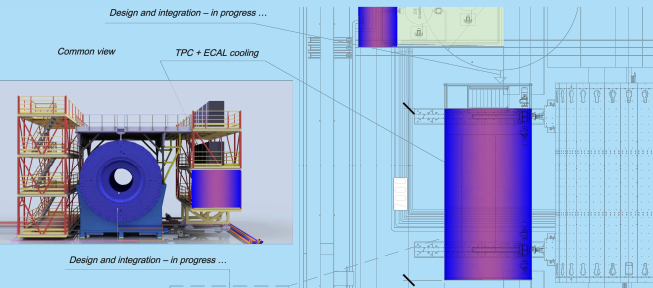 Design and integration – in progress …
Common view
TPC + ECAL cooling
Design and integration – in progress …